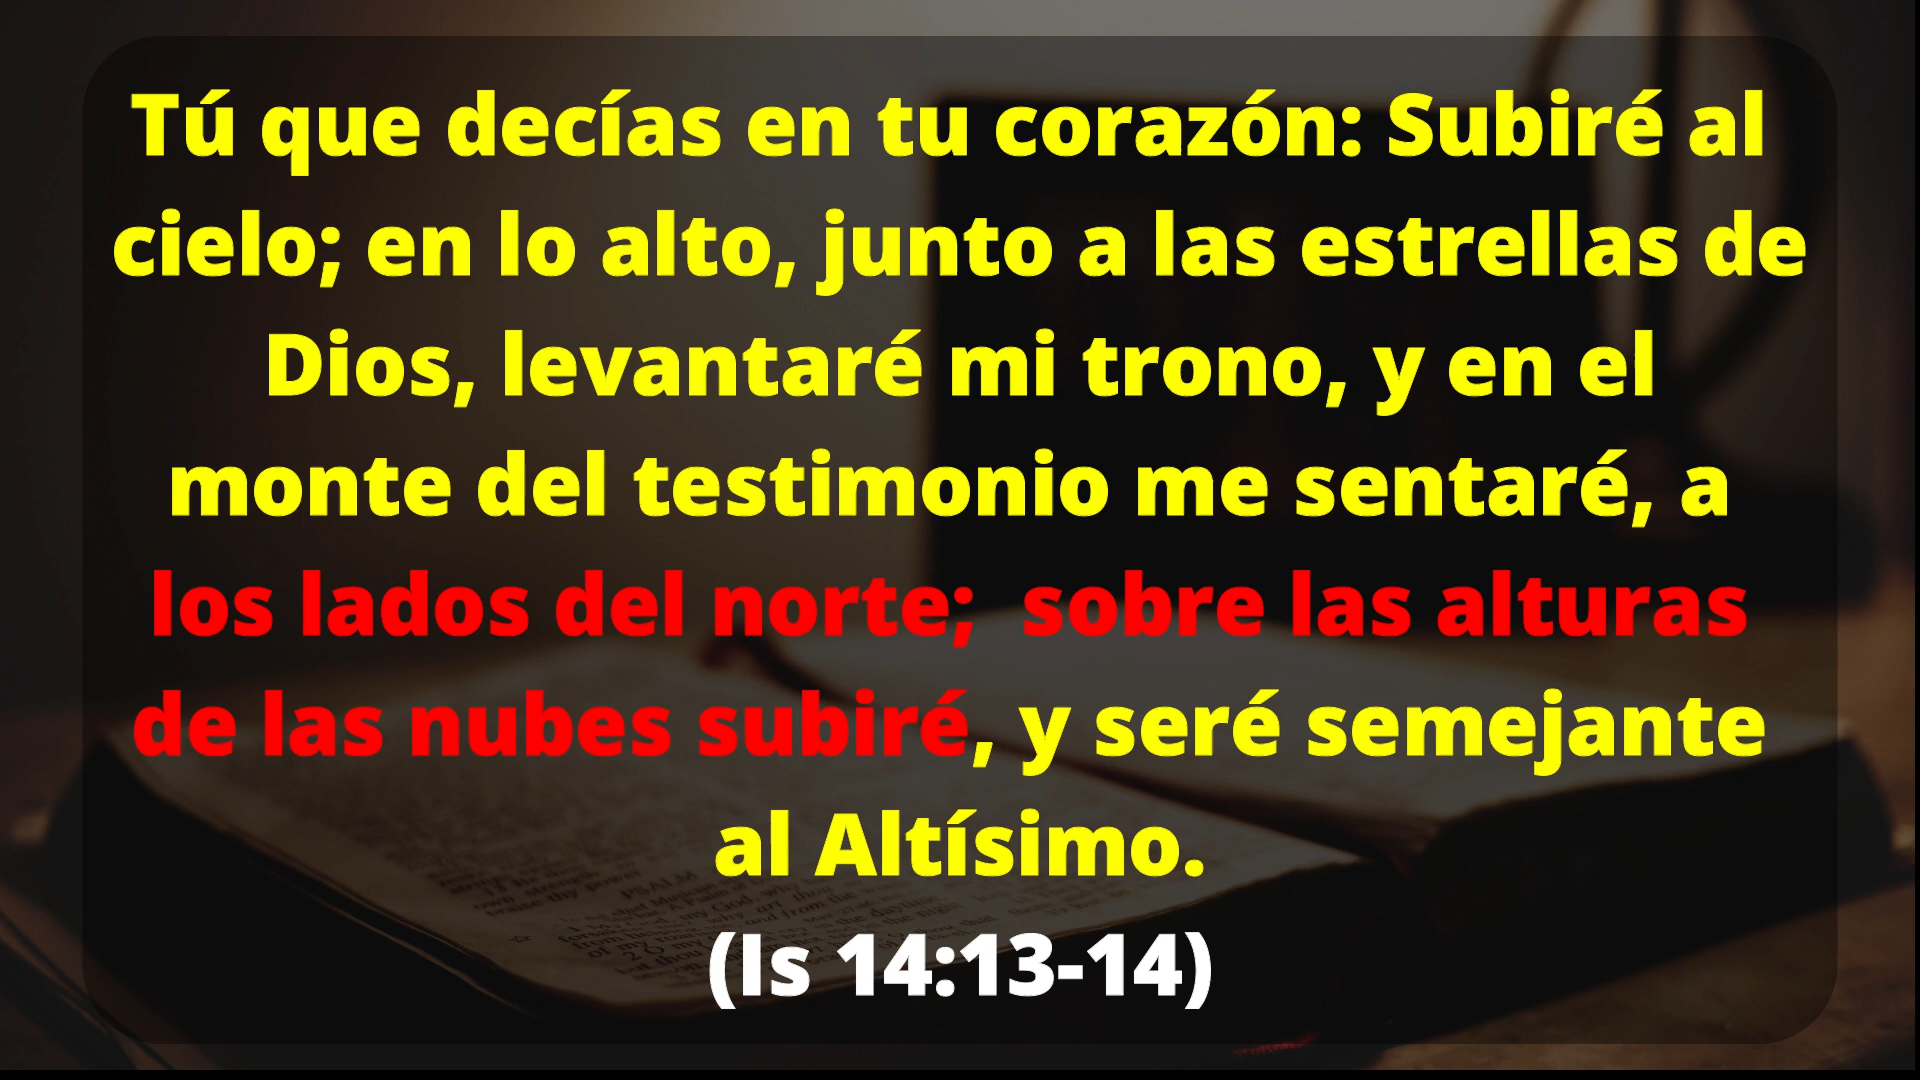 Tú que decías en tu corazón: Subiré al
cielo; en lo alto, junto a las estrellas de
Dios, levantaré mi trono, y en el
monte del testimonio me sentaré, a
los lados del norte;  sobre las alturas
de las nubes subiré, y seré semejante
al Altísimo.
(Is 14:13-14)
PSALM